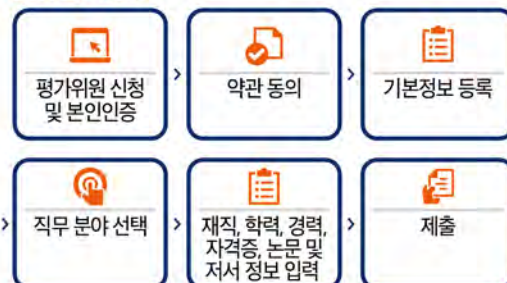 평가위원 신청
및 본인인증
약관 동의
기본정보 등록
직무 분야 선택
재직, 학력, 경력,
자격증, 논문 및
저서 정보 입력
제출